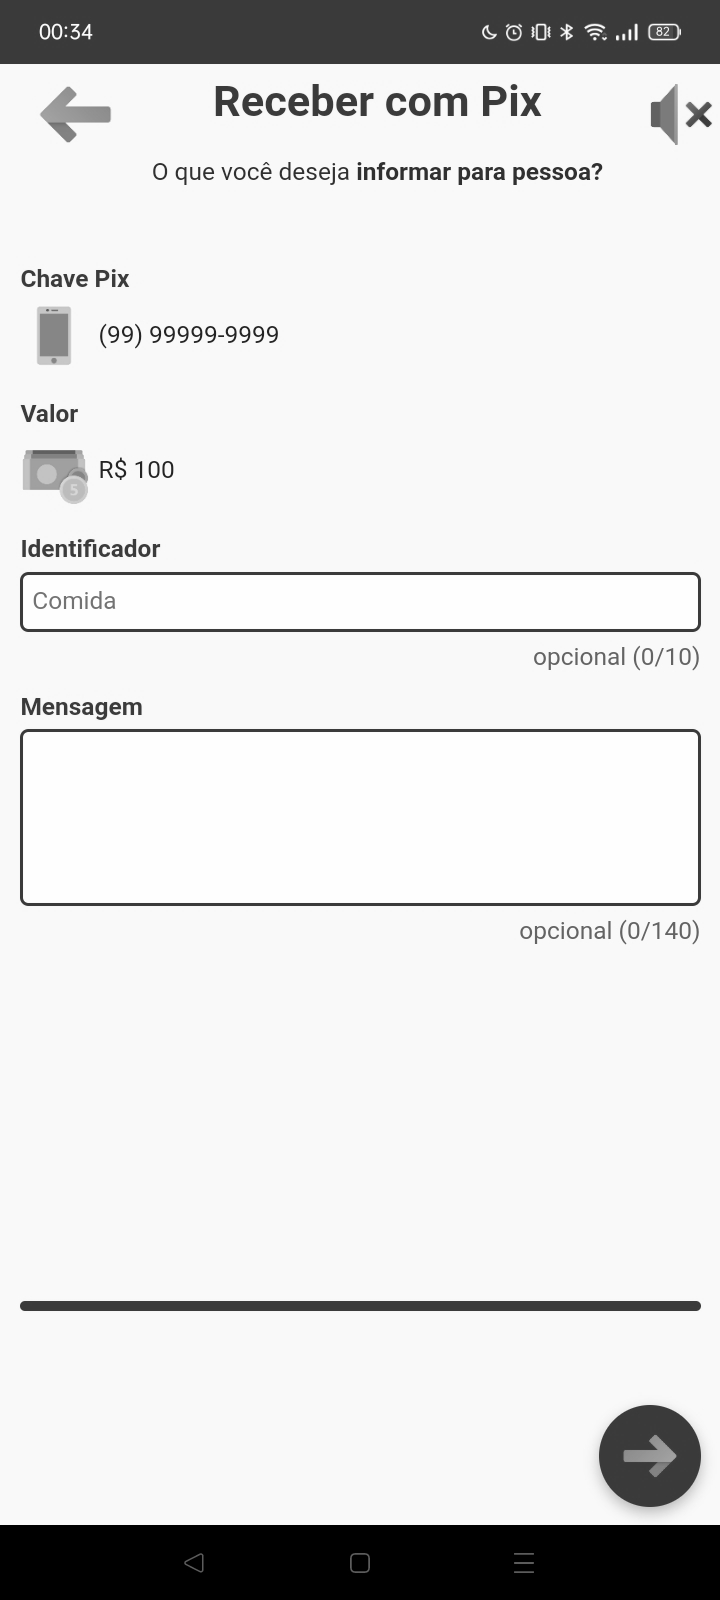 00:34
82
Receber com Pix
O que você deseja informar para pessoa?
Chave Pix
(99) 99999-9999
Valor
5
R$ 100
Identificador
Comida
opcional (0/10)
Mensagem
opcional (0/140)